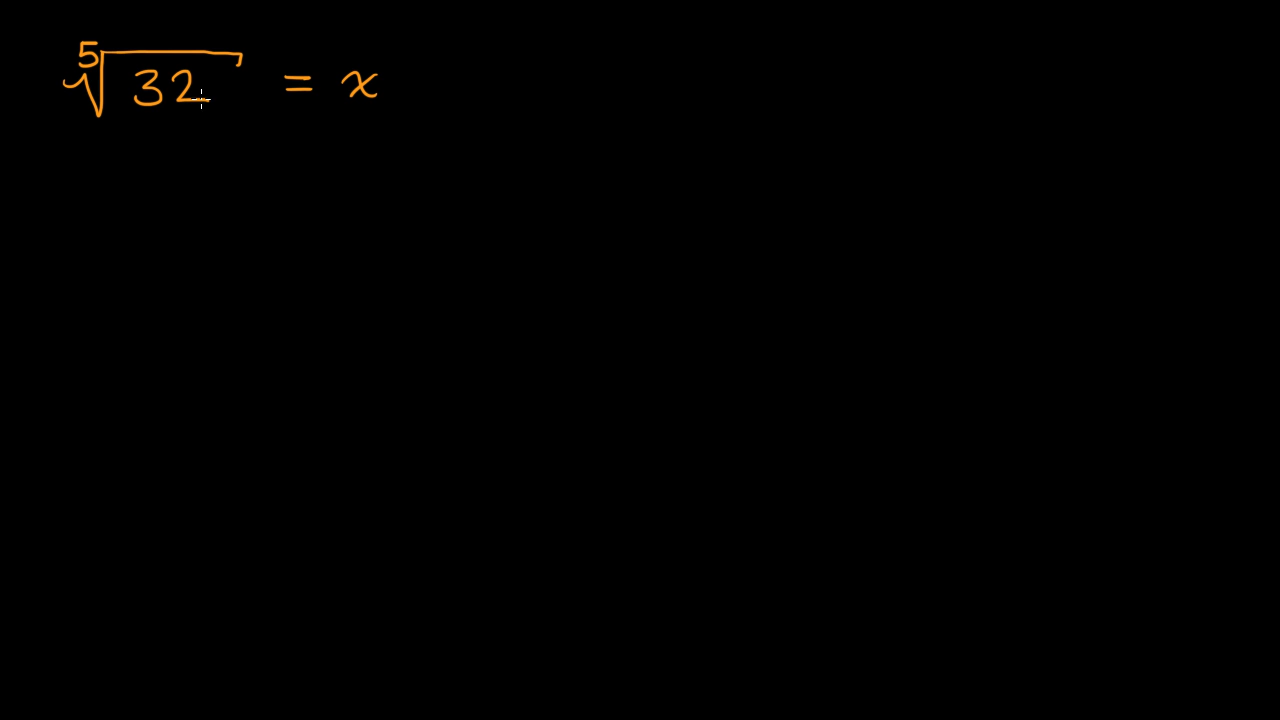 ⁵√32 = x